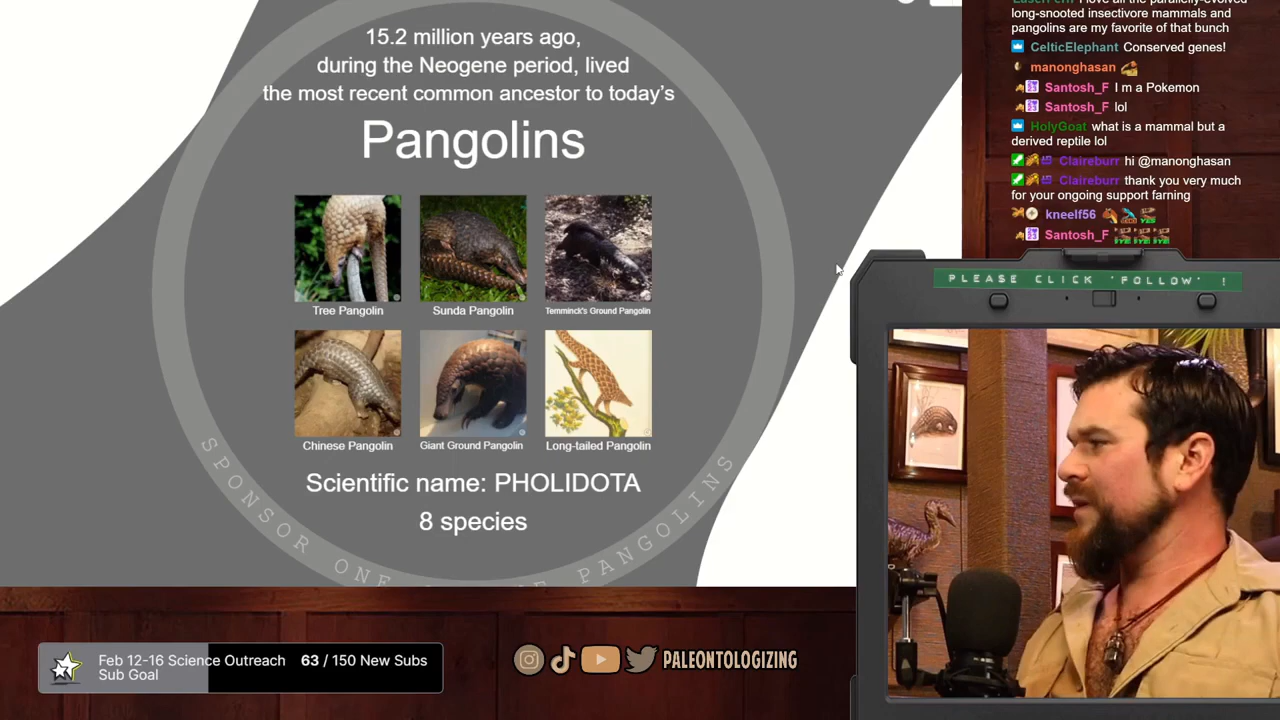 15.2 million years ago,
during the Neogene period, lived
the most recent common ancestor to today's
Pangolins
Tree Pangolin
Sunda Pangolin
Temminck's Ground Pangolin
Chinese Pangolin
Giant Ground Pangolin
Long-tailed Pangolin
Scientific name: PHOLIDOTA
8 species
SPONSOR ONE PANGOLINS
long-snooted insectivore mammals and
pangolins are my favorite of that bunch
CelticElephant Conserved genes!
manonghasan
Santosh_F I m a Pokemon
Santosh_F lol
HolyGoat what is a mammal but a
derived reptile lol
Claireburr hi @manonghasan
Claireburr thank you very much
for your ongoing support farning
kneelf56
Santosh_F
PLEASE CLICK 'FOLLOW' !
Feb 12-16 Science Outreach 63 / 150 New Subs
Sub Goal
PALEONTOLOGIZING